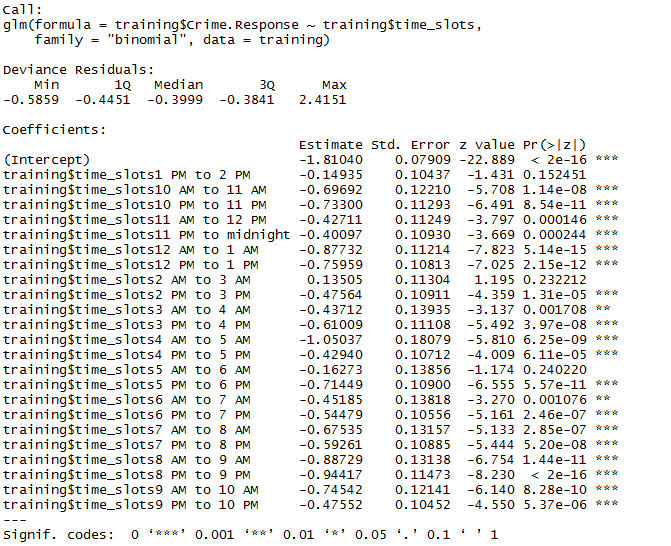 Call:
glm(formula = training$Crime.Response ~ training$time_slots,
    family = "binomial", data = training)
Deviance Residuals:
    Min      1Q  Median      3Q     Max
-0.5859 -0.4451 -0.3999 -0.3841  2.4151
Coefficients:
Estimate Std. Error z value Pr(>|z|)
(Intercept) -1.81040 0.07909 -22.889 < 2e-16 ***
training$time_slots1 PM to 2 PM -0.14935 0.10437 -1.431 0.152451
training$time_slots10 AM to 11 AM -0.69692 0.12210 -5.708 1.14e-08 ***
training$time_slots10 PM to 11 PM -0.73300 0.11293 -6.491 8.54e-11 ***
training$time_slots11 AM to 12 PM -0.42711 0.11249 -3.797 0.000146 ***
training$time_slots11 PM to midnight -0.40097 0.10930 -3.669 0.000244 ***
training$time_slots12 AM to 1 AM -0.87732 0.11214 -7.823 5.14e-15 ***
training$time_slots12 PM to 1 PM -0.75959 0.10813 -7.025 2.15e-12 ***
training$time_slots2 AM to 3 AM 0.13505 0.11304 1.195 0.232212
training$time_slots2 PM to 3 PM -0.47564 0.10911 -4.359 1.31e-05 ***
training$time_slots3 AM to 4 AM -0.43712 0.13935 -3.137 0.001708 **
training$time_slots3 PM to 4 PM -0.61009 0.11108 -5.492 3.97e-08 ***
training$time_slots4 AM to 5 AM -1.05037 0.18079 -5.810 6.25e-09 ***
training$time_slots4 PM to 5 PM -0.42940 0.10712 -4.009 6.11e-05 ***
training$time_slots5 AM to 6 AM -0.16273 0.13856 -1.174 0.240220
training$time_slots5 PM to 6 PM -0.71449 0.10900 -6.555 5.57e-11 ***
training$time_slots6 AM to 7 AM -0.45185 0.13818 -3.270 0.001076 **
training$time_slots6 PM to 7 PM -0.54479 0.10556 -5.161 2.46e-07 ***
training$time_slots7 AM to 8 AM -0.67535 0.13157 -5.133 2.85e-07 ***
training$time_slots7 PM to 8 PM -0.59261 0.10885 -5.444 5.20e-08 ***
training$time_slots8 AM to 9 AM -0.88729 0.13138 -6.754 1.44e-11 ***
training$time_slots8 PM to 9 PM -0.94417 0.11473 -8.230 < 2e-16 ***
training$time_slots9 AM to 10 AM -0.74542 0.12141 -6.140 8.28e-10 ***
training$time_slots9 PM to 10 PM -0.47552 0.10452 -4.550 5.37e-06 ***
---
Signif. codes:  0 ‘***’ 0.001 ‘**’ 0.01 ‘*’ 0.05 ‘.’ 0.1 ‘ ’ 1